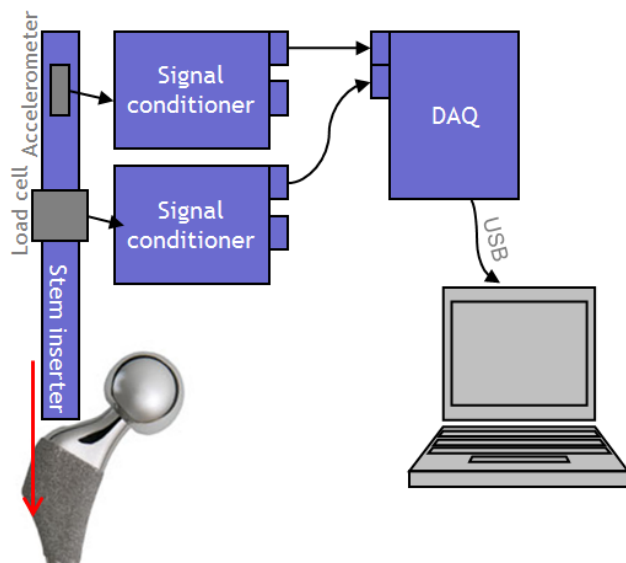 Accelerometer
Signal
conditioner
DAQ
Load cell
Signal
conditioner
USB
Stem inserter